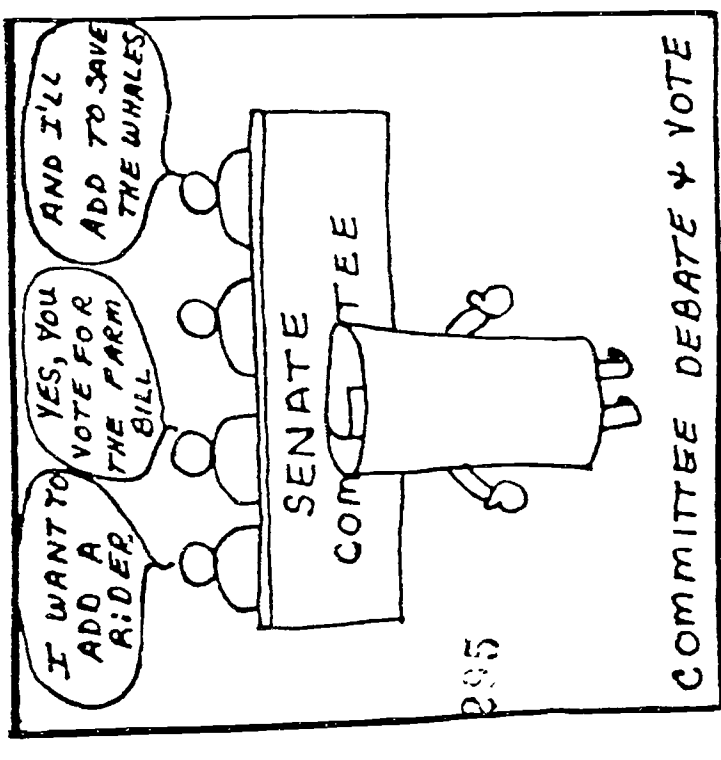 I WANT TO
ADD A
RIDER.
YES, YOU
VOTE FOR
THE FARM
BILL
AND I'LL
ADD TO SAVE
THE WHALES
SENATE
COM TEE
295
COMMITTEE DEBATE & VOTE